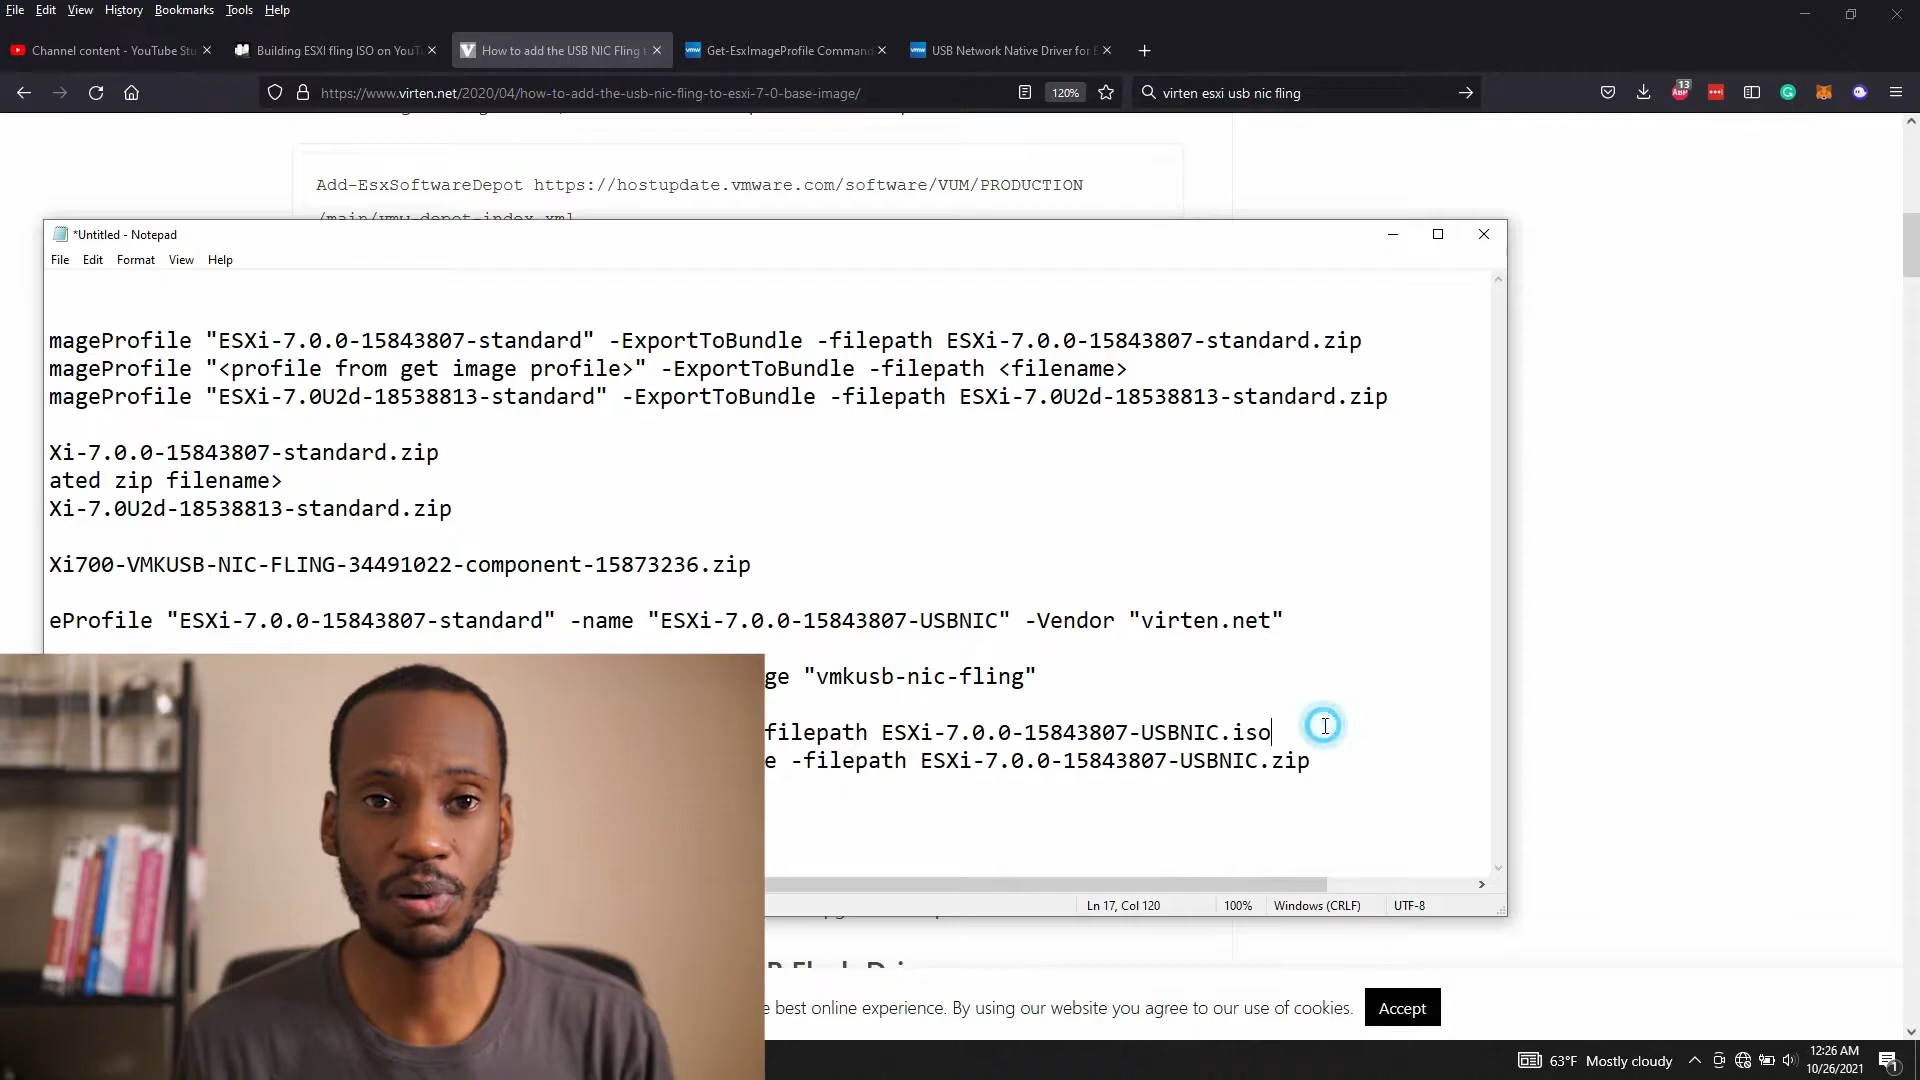 File Edit View History Bookmarks Tools Help
Channel content - YouTube Stu
Building ESXI fling ISO on YouT
How to add the USB NIC Fling t
Get-EsxImageProfile Command
USB Network Native Driver for E
https://www.virten.net/2020/04/how-to-add-the-usb-nic-fling-to-esxi-7-0-base-image/
120%
virten esxi usb nic fling
13
Add-EsxSoftwareDepot https://hostupdate.vmware.com/software/VUM/PRODUCTION
/main/vmw-depot-index.xml
*Untitled - Notepad
File Edit Format View Help
mageProfile "ESXi-7.0.0-15843807-standard" -ExportToBundle -filepath ESXi-7.0.0-15843807-standard.zip
mageProfile "<profile from get image profile>" -ExportToBundle -filepath <filename>
mageProfile "ESXi-7.0U2d-18538813-standard" -ExportToBundle -filepath ESXi-7.0U2d-18538813-standard.zip
Xi-7.0.0-15843807-standard.zip
ated zip filename>
Xi-7.0U2d-18538813-standard.zip
Xi700-VMKUSB-NIC-FLING-34491022-component-15873236.zip
eProfile "ESXi-7.0.0-15843807-standard" -name "ESXi-7.0.0-15843807-USBNIC" -Vendor "virten.net"
ge "vmkusb-nic-fling"
filepath ESXi-7.0.0-15843807-USBNIC.iso
e -filepath ESXi-7.0.0-15843807-USBNIC.zip
Ln 17, Col 120
100%
Windows (CRLF)
UTF-8
e best online experience. By using our website you agree to our use of cookies.
Accept
63°F Mostly cloudy
12:26 AM
10/26/2021
1